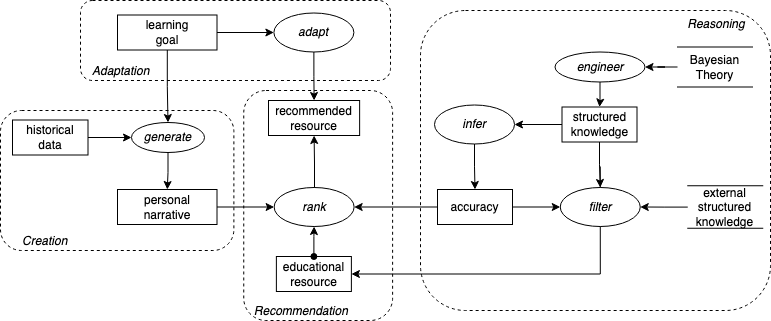 learning
goal
adapt
Adaptation
Reasoning
engineer
Bayesian
Theory
historical
data
generate
recommended
resource
infer
structured
knowledge
personal
narrative
rank
accuracy
filter
external
structured
knowledge
Creation
educational
resource
Recommendation